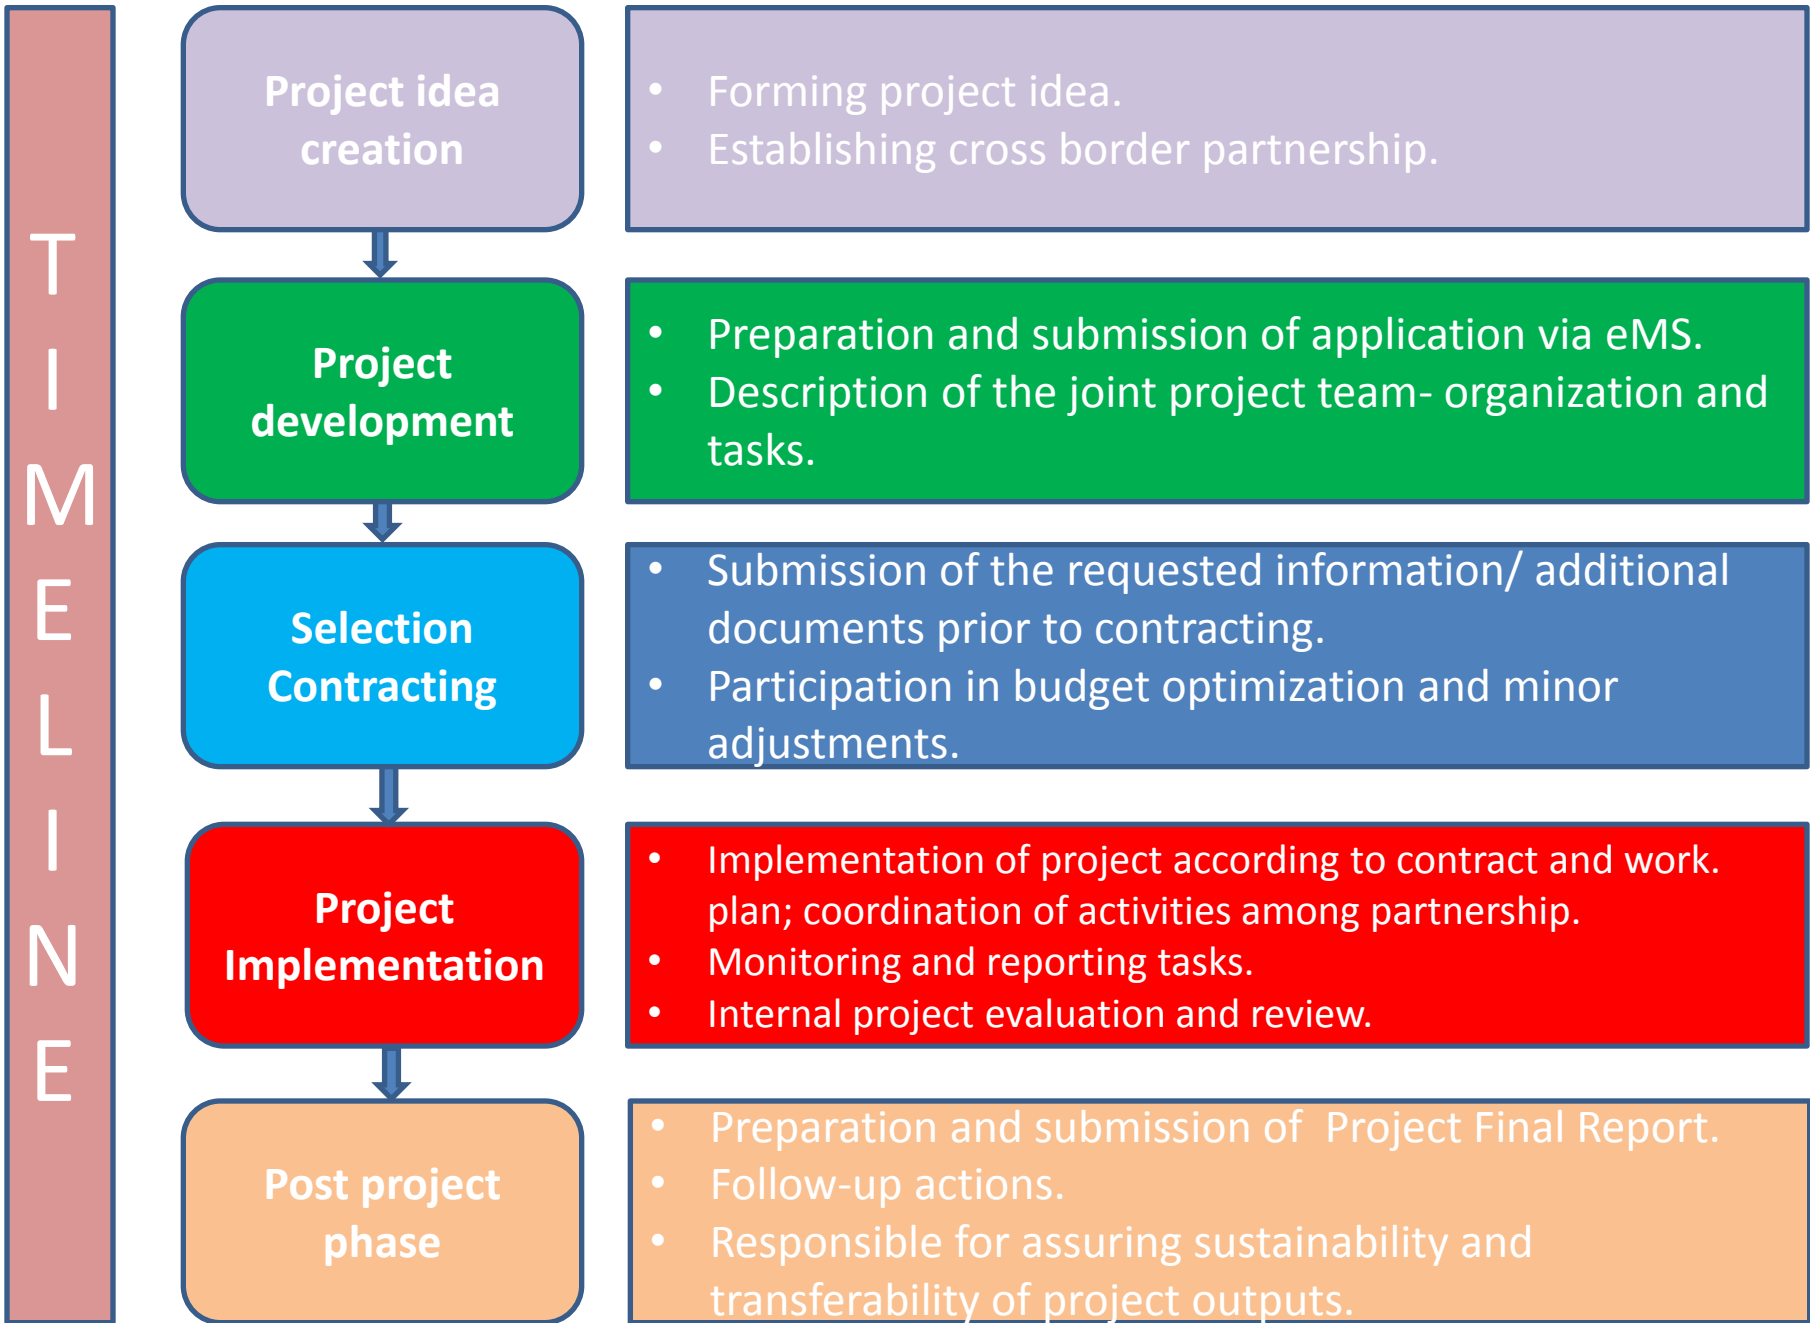 TIMELINE
Project idea
creation
• Forming project idea.
• Establishing cross border partnership.
Project
development
• Preparation and submission of application via eMS.
• Description of the joint project team- organization and
tasks.
Selection
Contracting
• Submission of the requested information/ additional
documents prior to contracting.
• Participation in budget optimization and minor
adjustments.
Project
Implementation
• Implementation of project according to contract and work.
plan; coordination of activities among partnership.
• Monitoring and reporting tasks.
• Internal project evaluation and review.
Post project
phase
• Preparation and submission of  Project Final Report.
• Follow-up actions.
• Responsible for assuring sustainability and
transferability of project outputs.